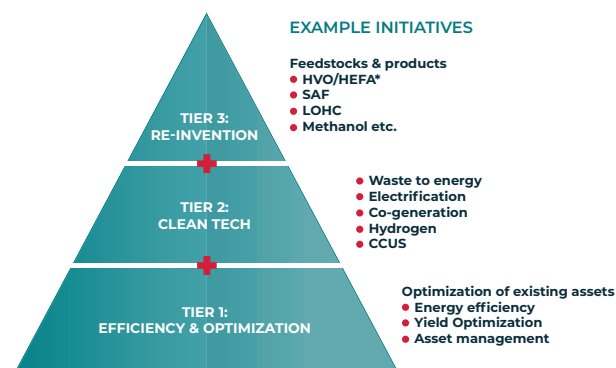 EXAMPLE INITIATIVES
Feedstocks & products
HVO/HEFA*
SAF
LOHC
Methanol etc.
TIER 3:
RE-INVENTION
Waste to energy
Electrification
Co-generation
Hydrogen
CCUS
TIER 2:
CLEAN TECH
Optimization of existing assets
Energy efficiency
Yield Optimization
Asset management
TIER 1:
EFFICIENCY & OPTIMIZATION